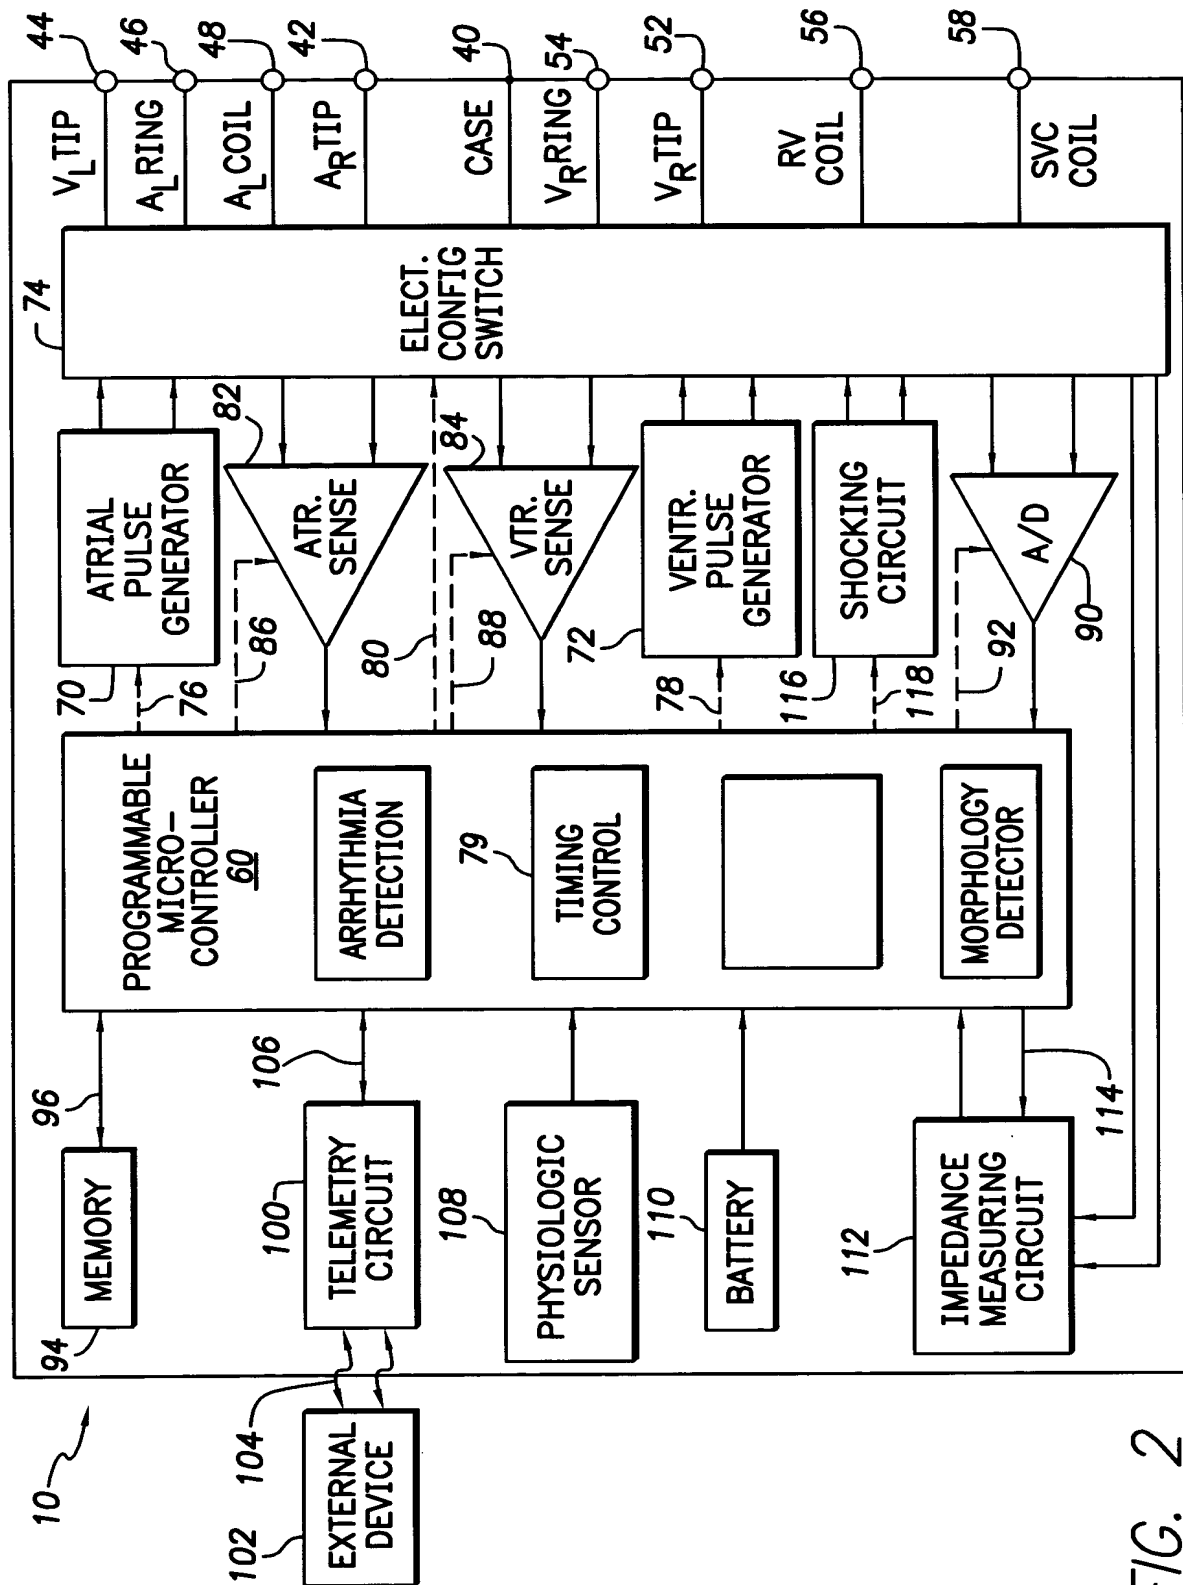 10
102
EXTERNAL
DEVICE
104
94
MEMORY
96
100
TELEMETRY
CIRCUIT
106
108
PHYSIOLOGIC
SENSOR
110
BATTERY
112
IMPEDANCE
MEASURING
CIRCUIT
114
PROGRAMMABLE
MICRO-
CONTROLLER
60
ARRHYTHMIA
DETECTION
79
TIMING
CONTROL
MORPHOLOGY
DETECTOR
70
ATRIAL
PULSE
GENERATOR
76
86
ATR.
SENSE
82
80
88
VTR.
SENSE
84
72
VENTR.
PULSE
GENERATOR
78
116
SHOCKING
CIRCUIT
118
92
A/D
90
74
ELECT.
CONFIG
SWITCH
VL TIP
44
AL RING
46
AL COIL
48
AR TIP
42
CASE
40
VR RING
54
VR TIP
52
RV
COIL
56
SVC
COIL
58
FIG. 2